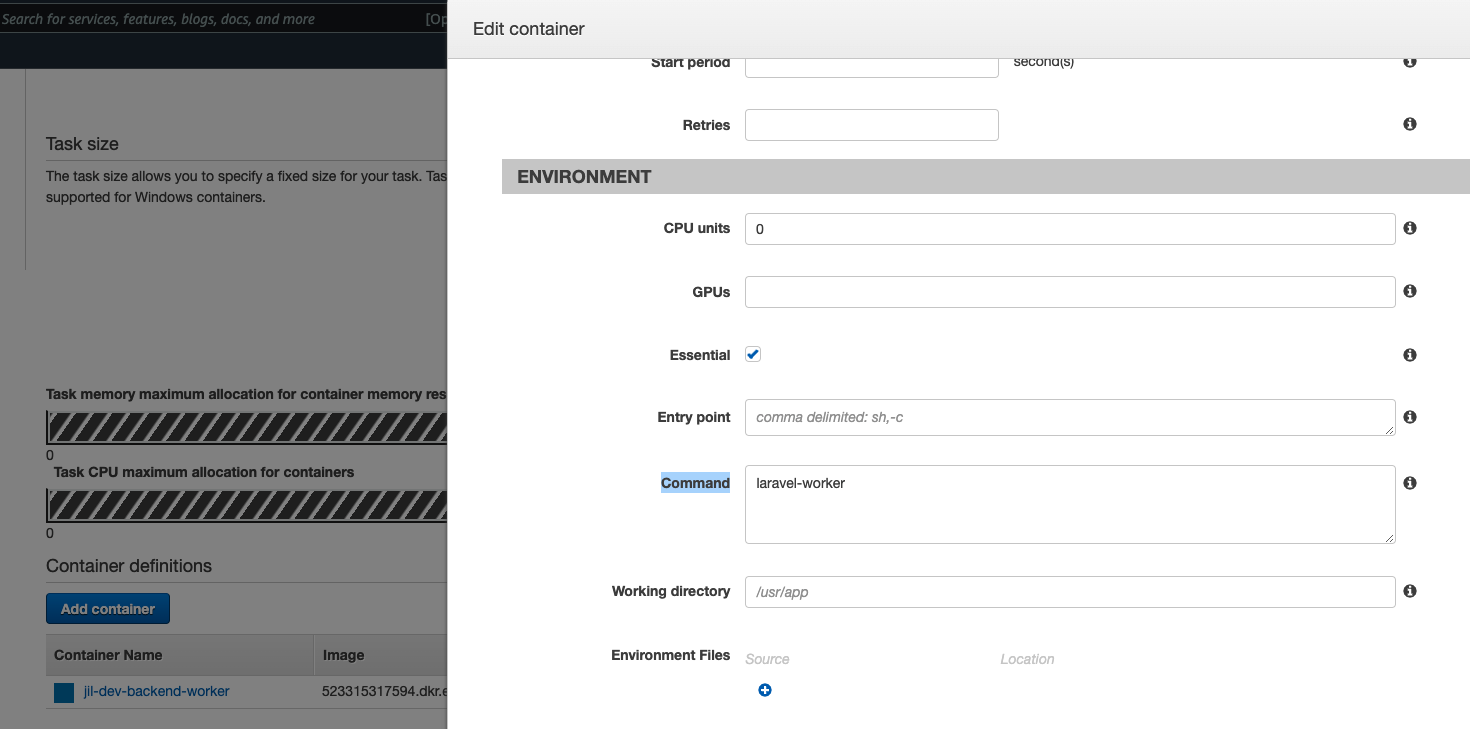 Search for services, features, blogs, docs, and more [Op
Edit container
Start period second(s)
Retries
ENVIRONMENT
CPU units 0
GPUs
Essential
Entry point comma delimited: sh,-c
Command laravel-worker
Working directory /usr/app
Environment Files Source Location
Task size
The task size allows you to specify a fixed size for your task. Tas
supported for Windows containers.
Task memory maximum allocation for container memory res
0
Task CPU maximum allocation for containers
0
Container definitions
Add container
Container Name Image
jil-dev-backend-worker 523315317594.dkr.e